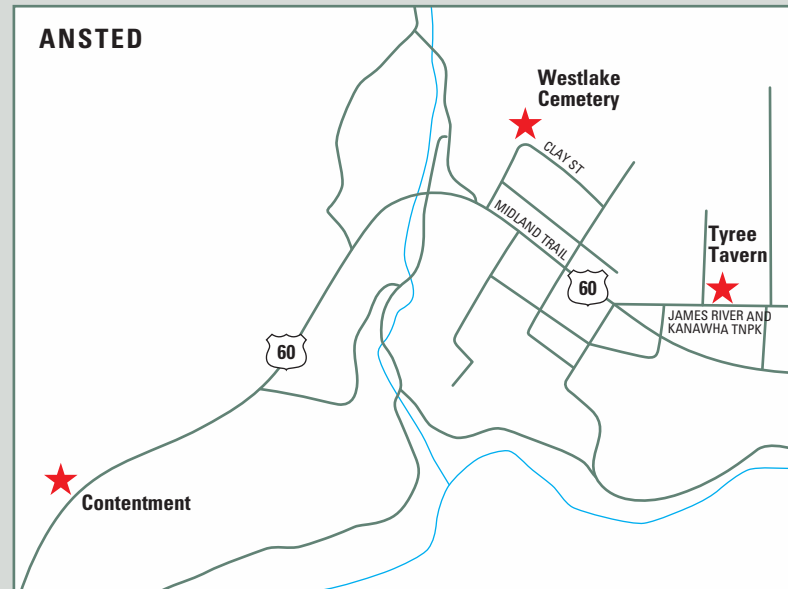 ANSTED
Westlake
Cemetery
CLAY ST
MIDLAND TRAIL
Tyree
Tavern
60
JAMES RIVER AND
KANAWHA TNPK
60
Contentment